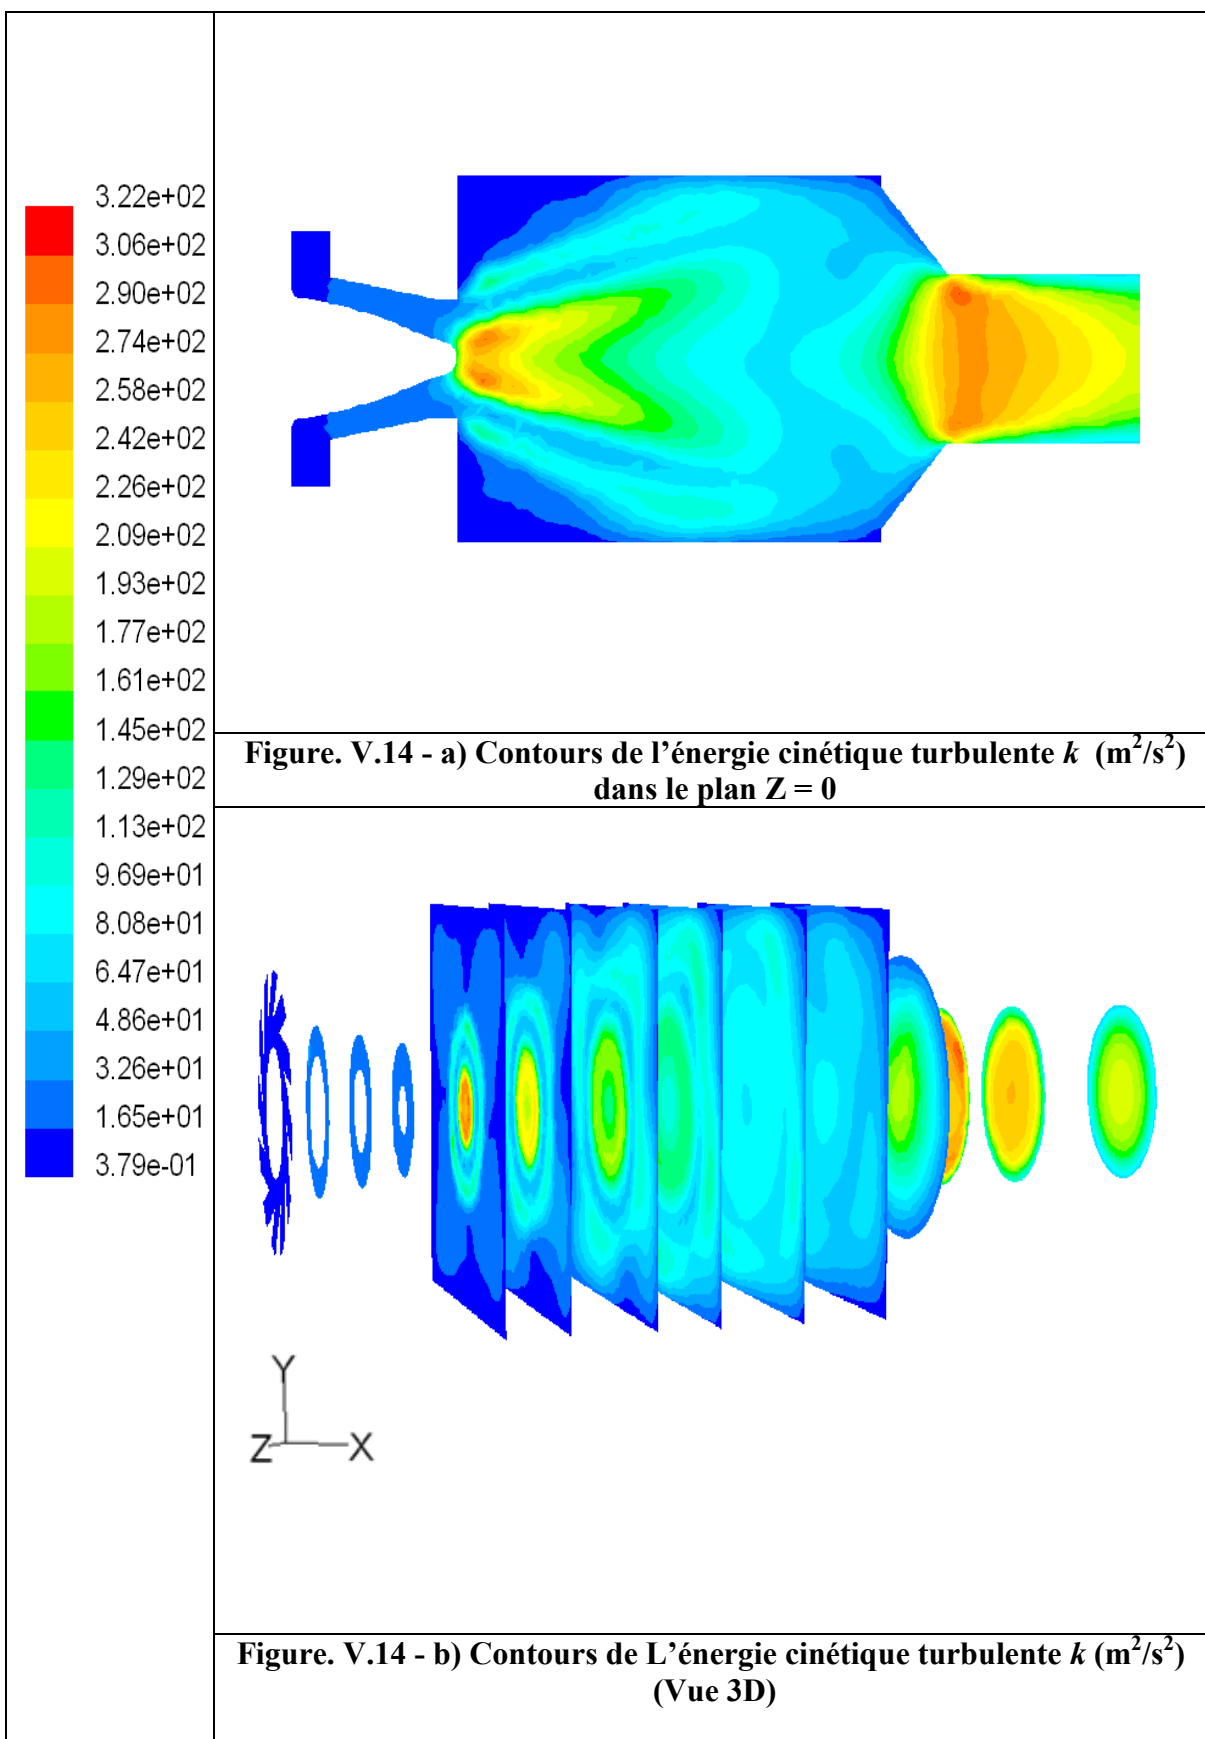 3.22e+02
3.06e+02
2.90e+02
2.74e+02
2.58e+02
2.42e+02
2.26e+02
2.09e+02
1.93e+02
1.77e+02
1.61e+02
1.45e+02
1.29e+02
1.13e+02
9.69e+01
8.08e+01
6.47e+01
4.86e+01
3.26e+01
1.65e+01
3.79e-01
Figure. V.14 - a) Contours de l’énergie cinétique turbulente k (m²/s²)
dans le plan Z = 0
Y
Z X
Figure. V.14 - b) Contours de L’énergie cinétique turbulente k (m²/s²)
(Vue 3D)